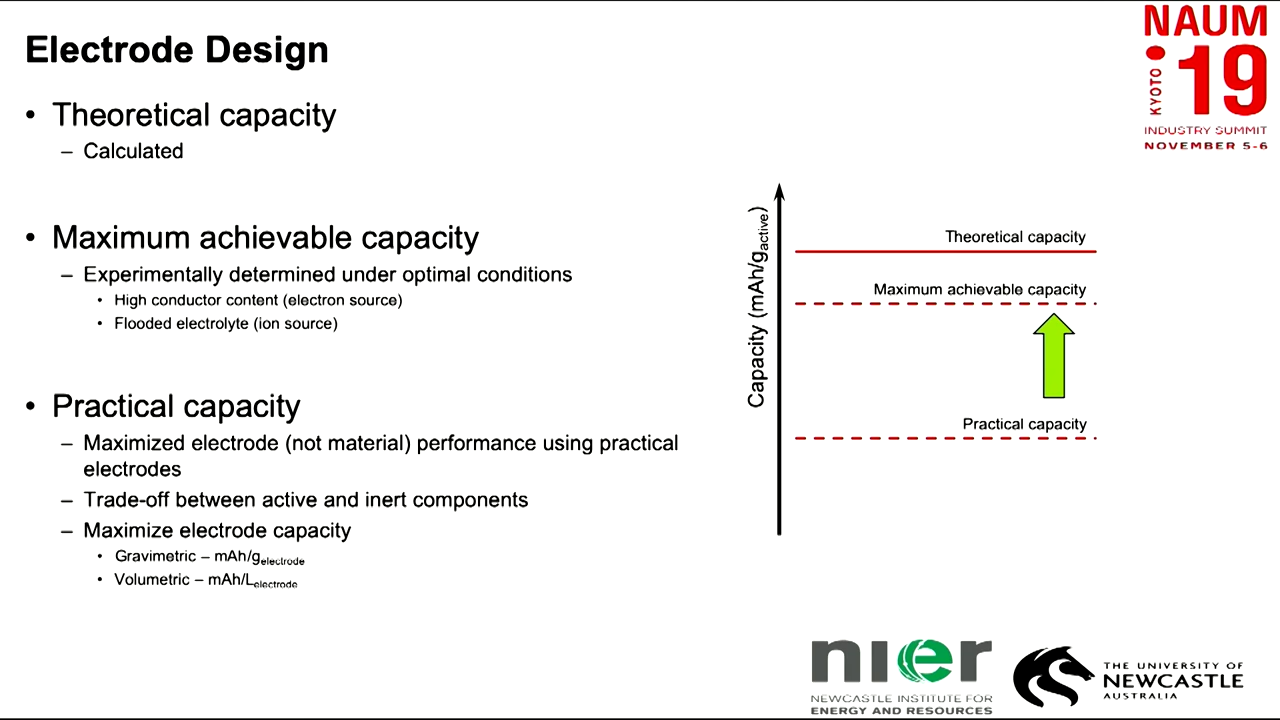 Electrode Design
• Theoretical capacity
– Calculated
• Maximum achievable capacity
– Experimentally determined under optimal conditions
• High conductor content (electron source)
• Flooded electrolyte (ion source)
• Practical capacity
– Maximized electrode (not material) performance using practical
electrodes
– Trade-off between active and inert components
– Maximize electrode capacity
• Gravimetric – mAh/gelectrode
• Volumetric – mAh/Lelectrode
NAUM
KYOTO
19
INDUSTRY SUMMIT
NOVEMBER 5-6
Capacity (mAh/gactive)
Theoretical capacity
Maximum achievable capacity
Practical capacity
nier
NEWCASTLE INSTITUTE FOR
ENERGY AND RESOURCES
THE UNIVERSITY OF
NEWCASTLE
AUSTRALIA